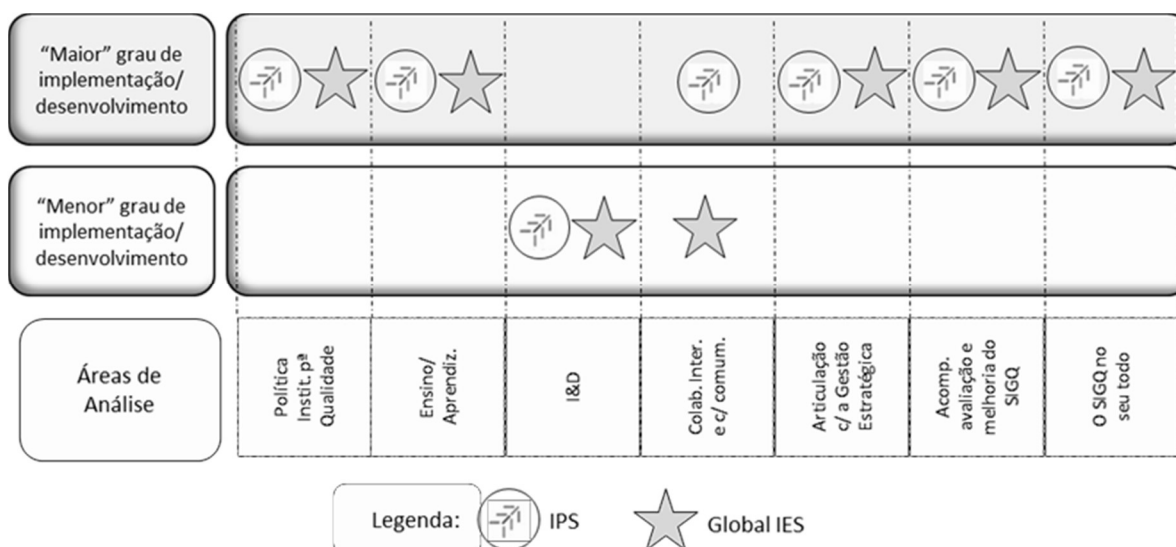 “Maior” grau de
implementação/
desenvolvimento
“Menor” grau de
implementação/
desenvolvimento
Áreas de
Análise
Política
Instit. pª
Qualidade
Ensino/
Aprendiz.
I&D
Colab. Inter.
e c/ comum.
Articulação
c/ a Gestão
Estratégica
Acomp.
avaliação e
melhoria do
SIGQ
O SIGQ no
seu todo
Legenda:
IPS
Global IES